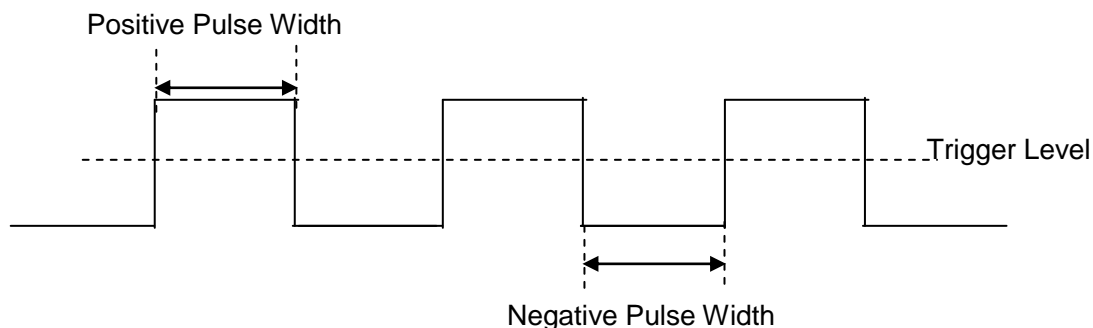 Positive Pulse Width
Trigger Level
Negative Pulse Width